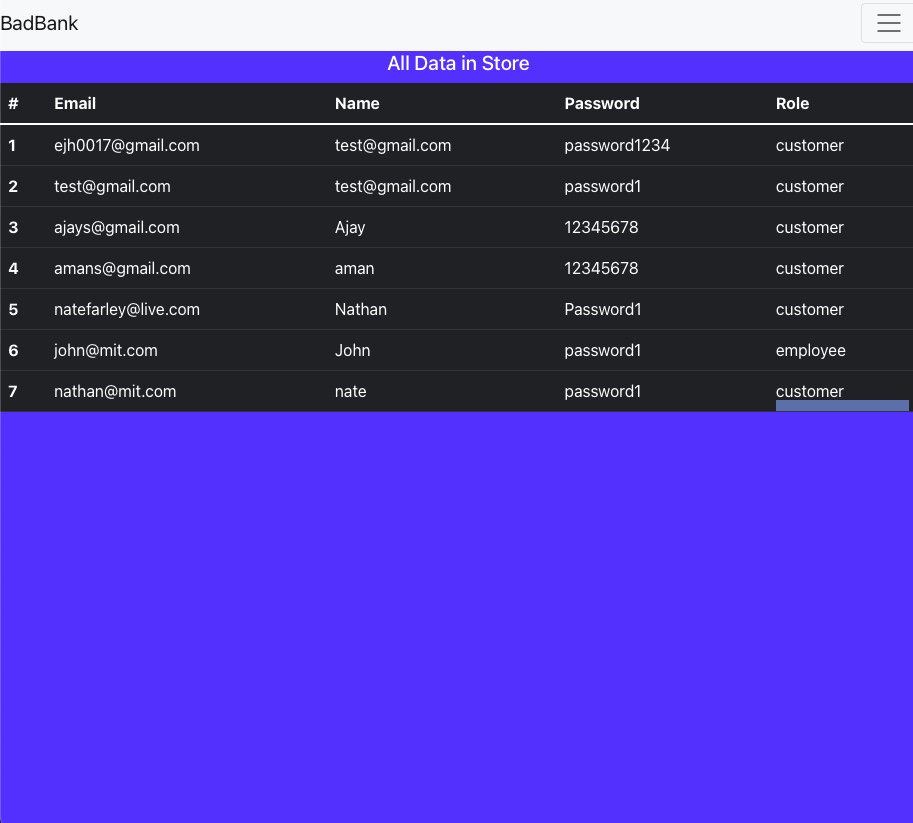 BadBank
All Data in Store
# Email Name Password Role
1 ejh0017@gmail.com test@gmail.com password1234 customer
2 test@gmail.com test@gmail.com password1 customer
3 ajays@gmail.com Ajay 12345678 customer
4 amans@gmail.com aman 12345678 customer
5 natefarley@live.com Nathan Password1 customer
6 john@mit.com John password1 employee
7 nathan@mit.com nate password1 customer